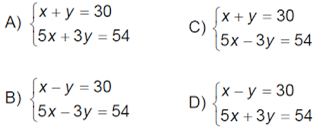 A) { x + y = 30
5x + 3y = 54
B) { x − y = 30
5x − 3y = 54
C) { x + y = 30
5x − 3y = 54
D) { x − y = 30
5x + 3y = 54